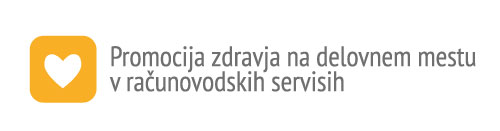 Promocija zdravja na delovnem mestu
v računovodskih servisih